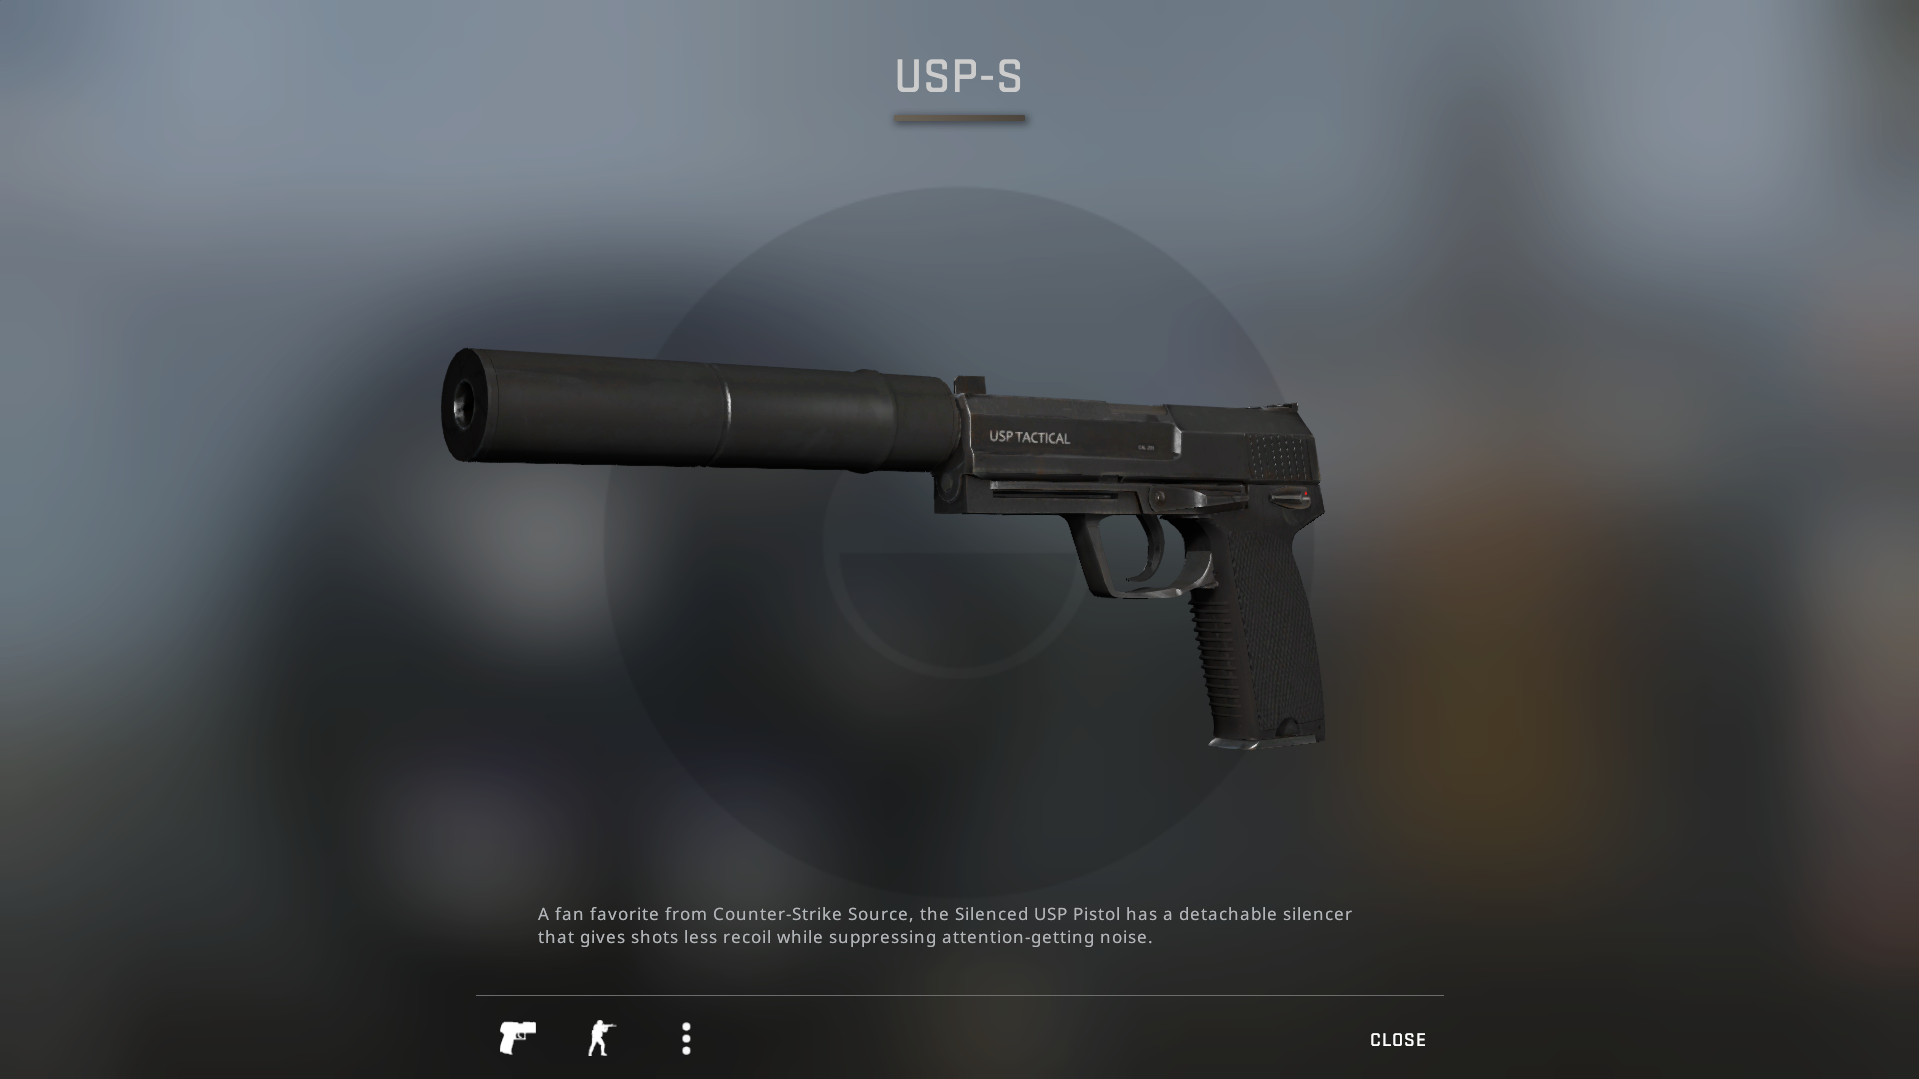 USP-S
USP TACTICAL
A fan favorite from Counter-Strike Source, the Silenced USP Pistol has a detachable silencer
that gives shots less recoil while suppressing attention-getting noise.
CLOSE